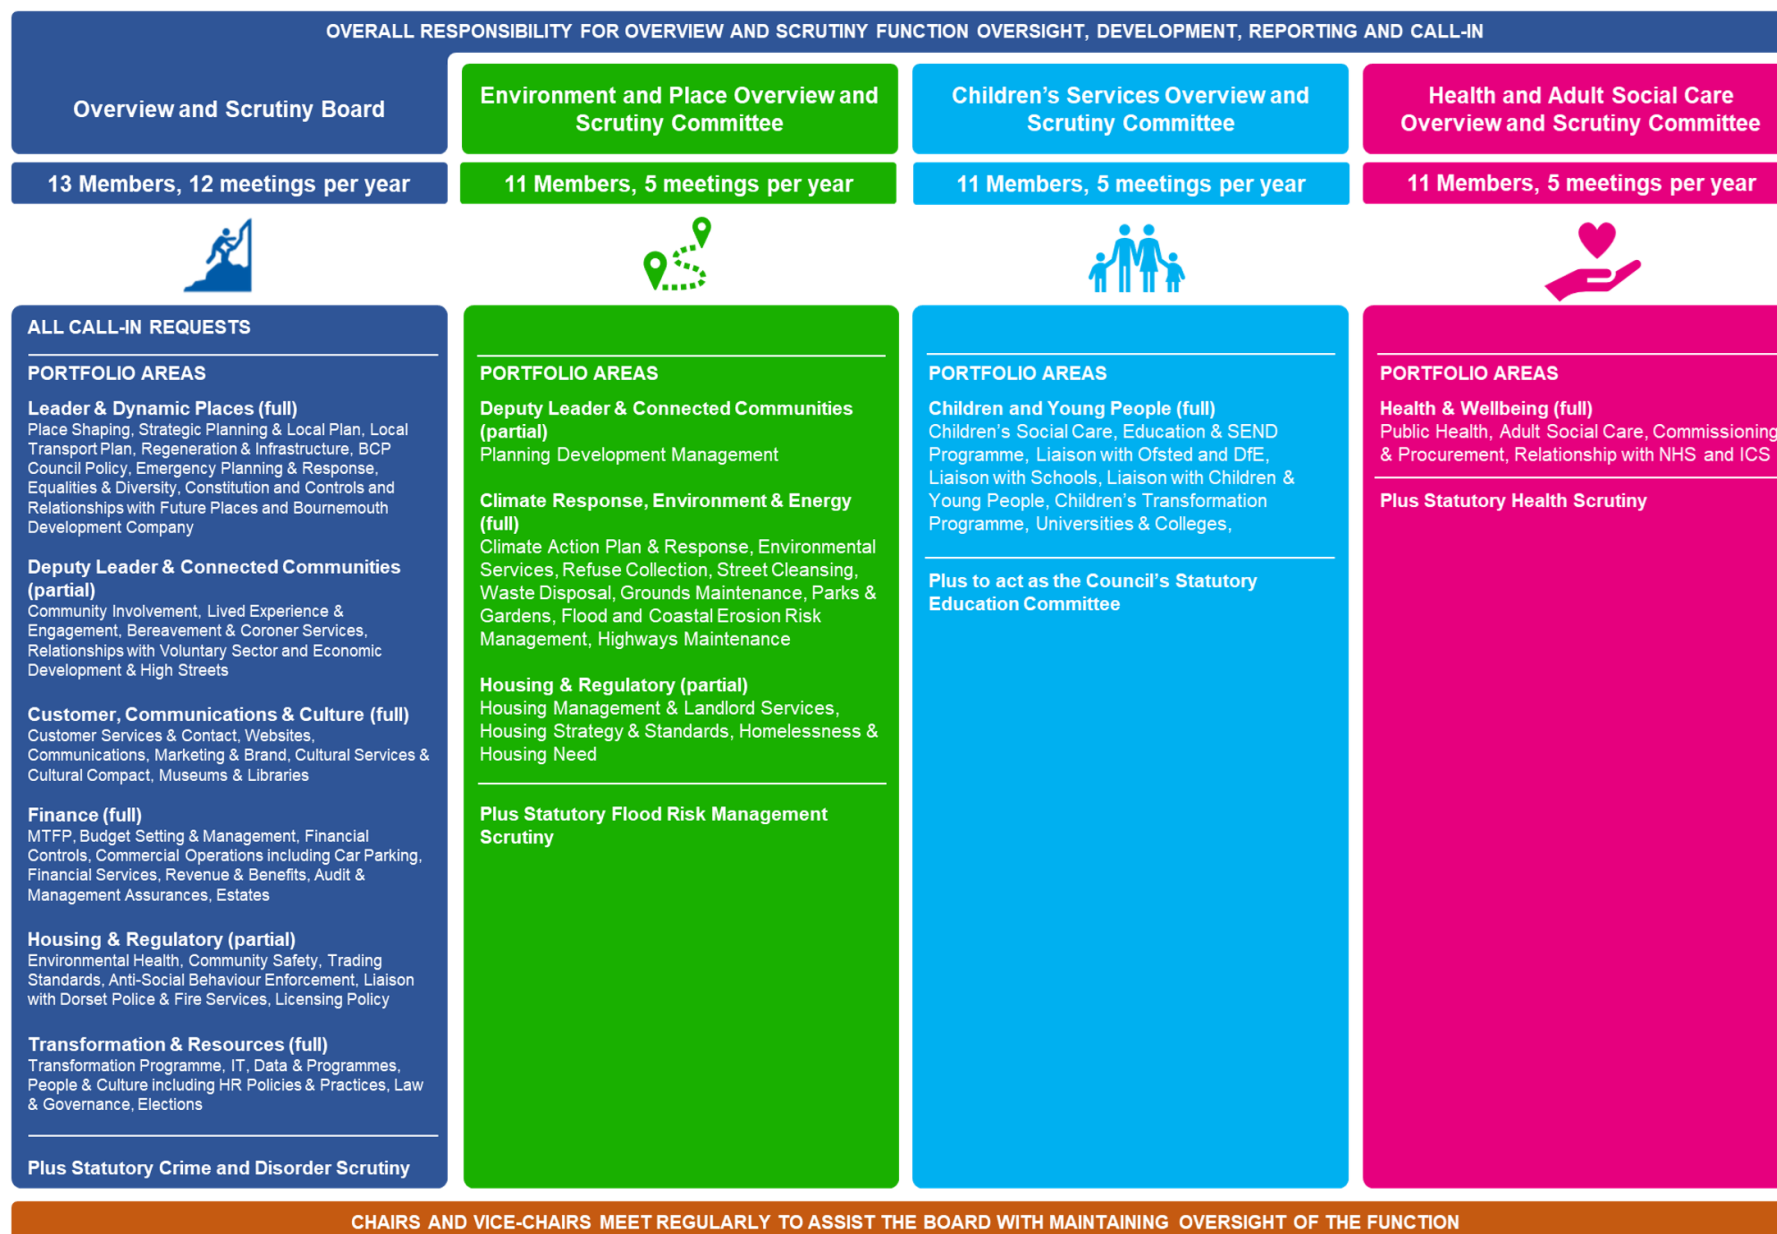 OVERALL RESPONSIBILITY FOR OVERVIEW AND SCRUTINY FUNCTION OVERSIGHT, DEVELOPMENT, REPORTING AND CALL-IN
Overview and Scrutiny Board
13 Members, 12 meetings per year
ALL CALL-IN REQUESTS
PORTFOLIO AREAS
Leader & Dynamic Places (full)
Place Shaping, Strategic Planning & Local Plan, Local
Transport Plan, Regeneration & Infrastructure, BCP
Council Policy, Emergency Planning & Response,
Equalities & Diversity, Constitution and Controls and
Relationships with Future Places and Bournemouth
Development Company
Deputy Leader & Connected Communities
(partial)
Community Involvement, Lived Experience &
Engagement, Bereavement & Coroner Services,
Relationships with Voluntary Sector and Economic
Development & High Streets
Customer, Communications & Culture (full)
Customer Services & Contact, Websites,
Communications, Marketing & Brand, Cultural Services &
Cultural Compact, Museums & Libraries
Finance (full)
MTFP, Budget Setting & Management, Financial
Controls, Commercial Operations including Car Parking,
Financial Services, Revenue & Benefits, Audit &
Management Assurances, Estates
Housing & Regulatory (partial)
Environmental Health, Community Safety, Trading
Standards, Anti-Social Behaviour Enforcement, Liaison
with Dorset Police & Fire Services, Licensing Policy
Transformation & Resources (full)
Transformation Programme, IT, Data & Programmes,
People & Culture including HR Policies & Practices, Law
& Governance, Elections
Plus Statutory Crime and Disorder Scrutiny
Environment and Place Overview and
Scrutiny Committee
11 Members, 5 meetings per year
PORTFOLIO AREAS
Deputy Leader & Connected Communities
(partial)
Planning Development Management
Climate Response, Environment & Energy
(full)
Climate Action Plan & Response, Environmental
Services, Refuse Collection, Street Cleansing,
Waste Disposal, Grounds Maintenance, Parks &
Gardens, Flood and Coastal Erosion Risk
Management, Highways Maintenance
Housing & Regulatory (partial)
Housing Management & Landlord Services,
Housing Strategy & Standards, Homelessness &
Housing Need
Plus Statutory Flood Risk Management
Scrutiny
Children's Services Overview and
Scrutiny Committee
11 Members, 5 meetings per year
PORTFOLIO AREAS
Children and Young People (full)
Children's Social Care, Education & SEND
Programme, Liaison with Ofsted and DfE,
Liaison with Schools, Liaison with Children &
Young People, Children's Transformation
Programme, Universities & Colleges,
Plus to act as the Council's Statutory
Education Committee
Health and Adult Social Care
Overview and Scrutiny Committee
11 Members, 5 meetings per year
PORTFOLIO AREAS
Health & Wellbeing (full)
Public Health, Adult Social Care, Commissioning
& Procurement, Relationship with NHS and ICS
Plus Statutory Health Scrutiny
CHAIRS AND VICE-CHAIRS MEET REGULARLY TO ASSIST THE BOARD WITH MAINTAINING OVERSIGHT OF THE FUNCTION